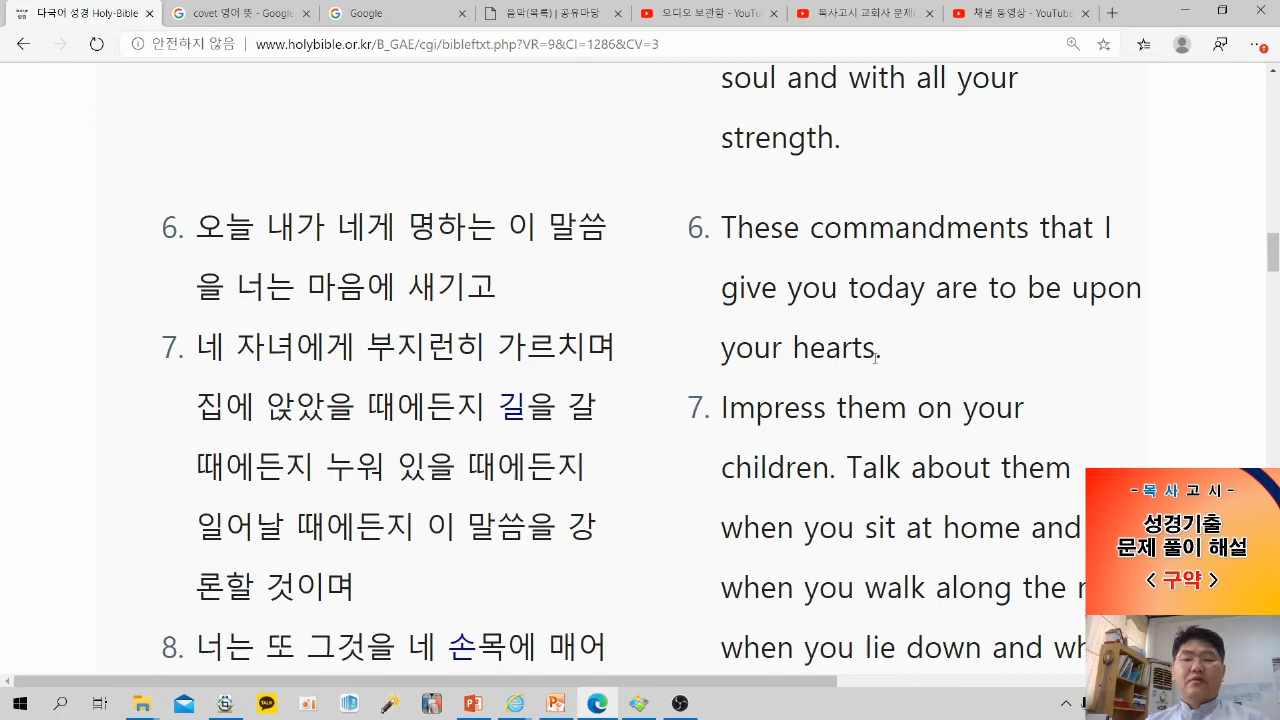 다국어 성경 Holy-Bible
covet 영어 뜻 - Google
Google
음악(목록) | 공유마당
오디오 보관함 - YouTu
목사고시 교회사 문제(
채널 동영상 - YouTube
안전하지 않음
www.holybible.or.kr/B_GAE/cgi/bibleftxt.php?VR=9&CI=1286&CV=3
soul and with all your
strength.
6. 오늘 내가 네게 명하는 이 말씀
을 너는 마음에 새기고
7. 네 자녀에게 부지런히 가르치며
집에 앉았을 때에든지 길을 갈
때에든지 누워 있을 때에든지
일어날 때에든지 이 말씀을 강
론할 것이며
8. 너는 또 그것을 네 손목에 매어
6. These commandments that I
give you today are to be upon
your hearts.
7. Impress them on your
children. Talk about them
when you sit at home and
when you walk along the r
when you lie down and wh
- 목 사 고 시 -
성경기출
문제 풀이 해설
< 구약 >
TALK